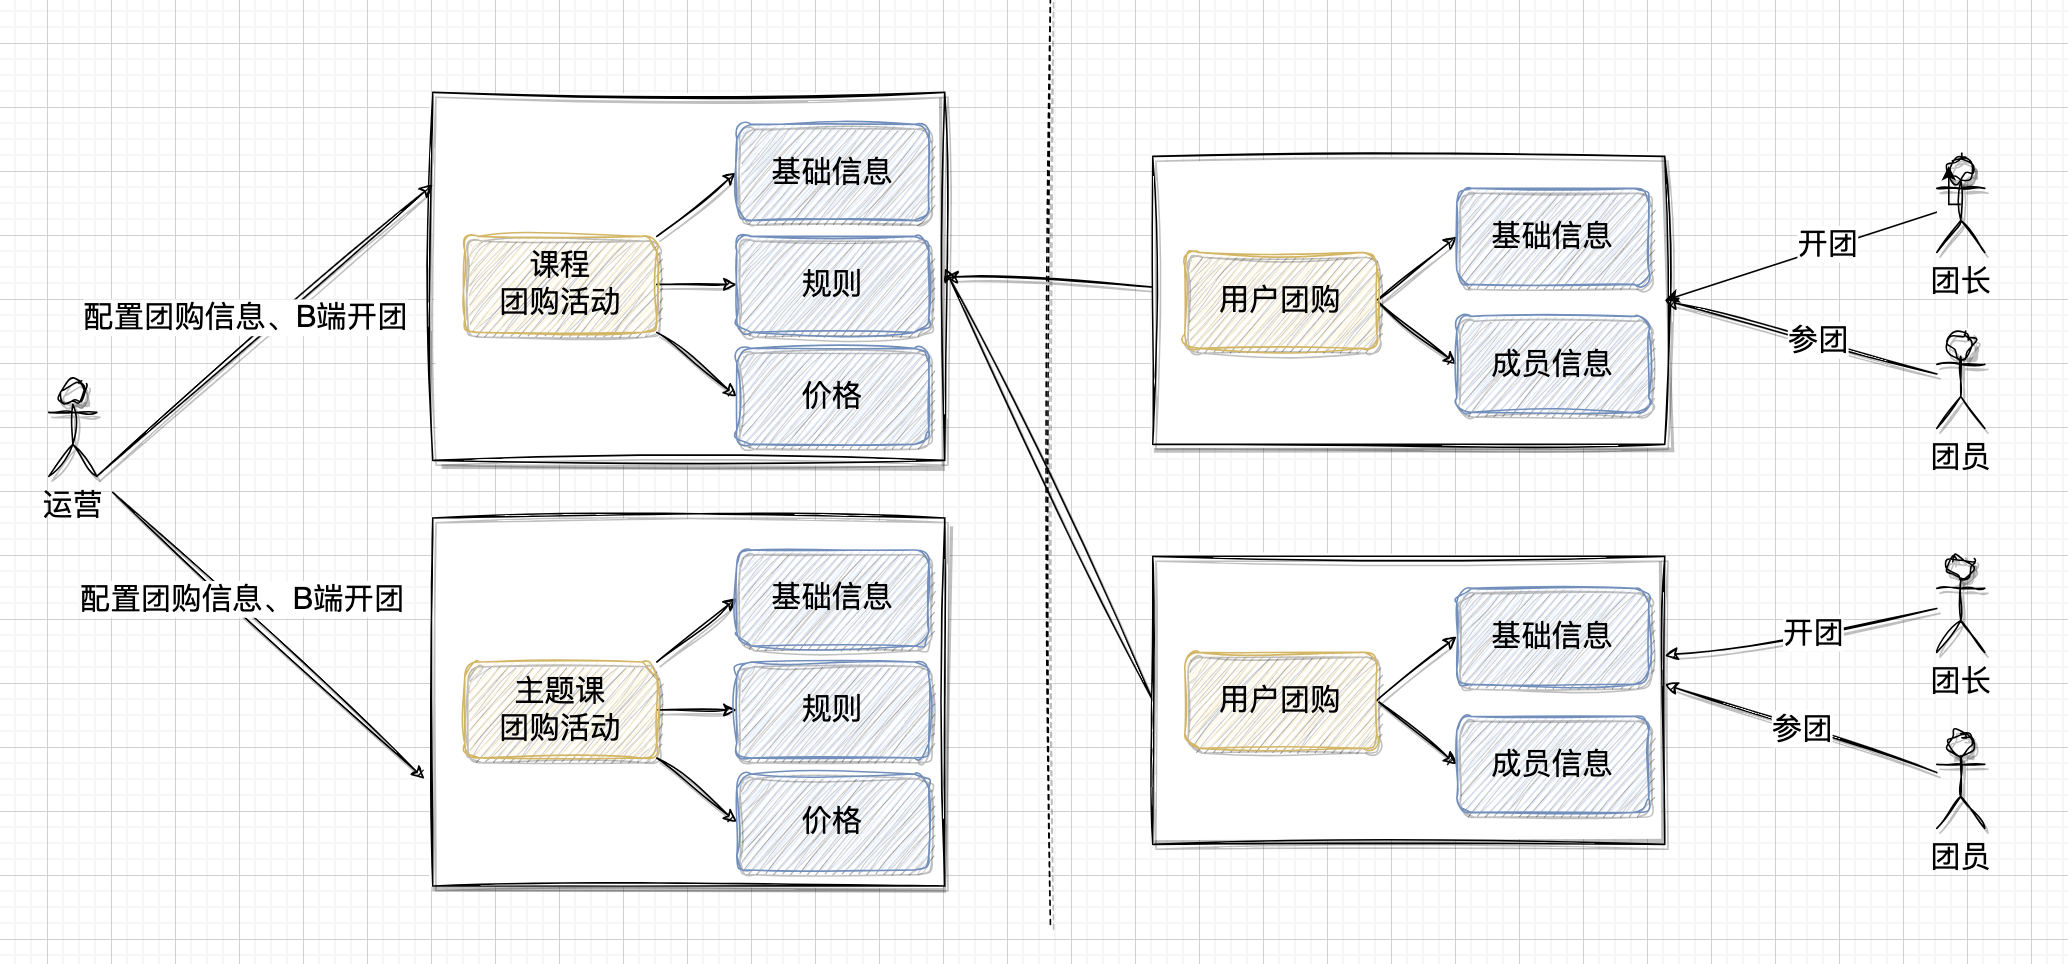 基础信息
课程
团购活动
规则
价格
配置团购信息、B端开团
运营
配置团购信息、B端开团
基础信息
主题课
团购活动
规则
价格
用户团购
基础信息
成员信息
开团
团长
参团
团员
用户团购
基础信息
成员信息
开团
团长
参团
团员